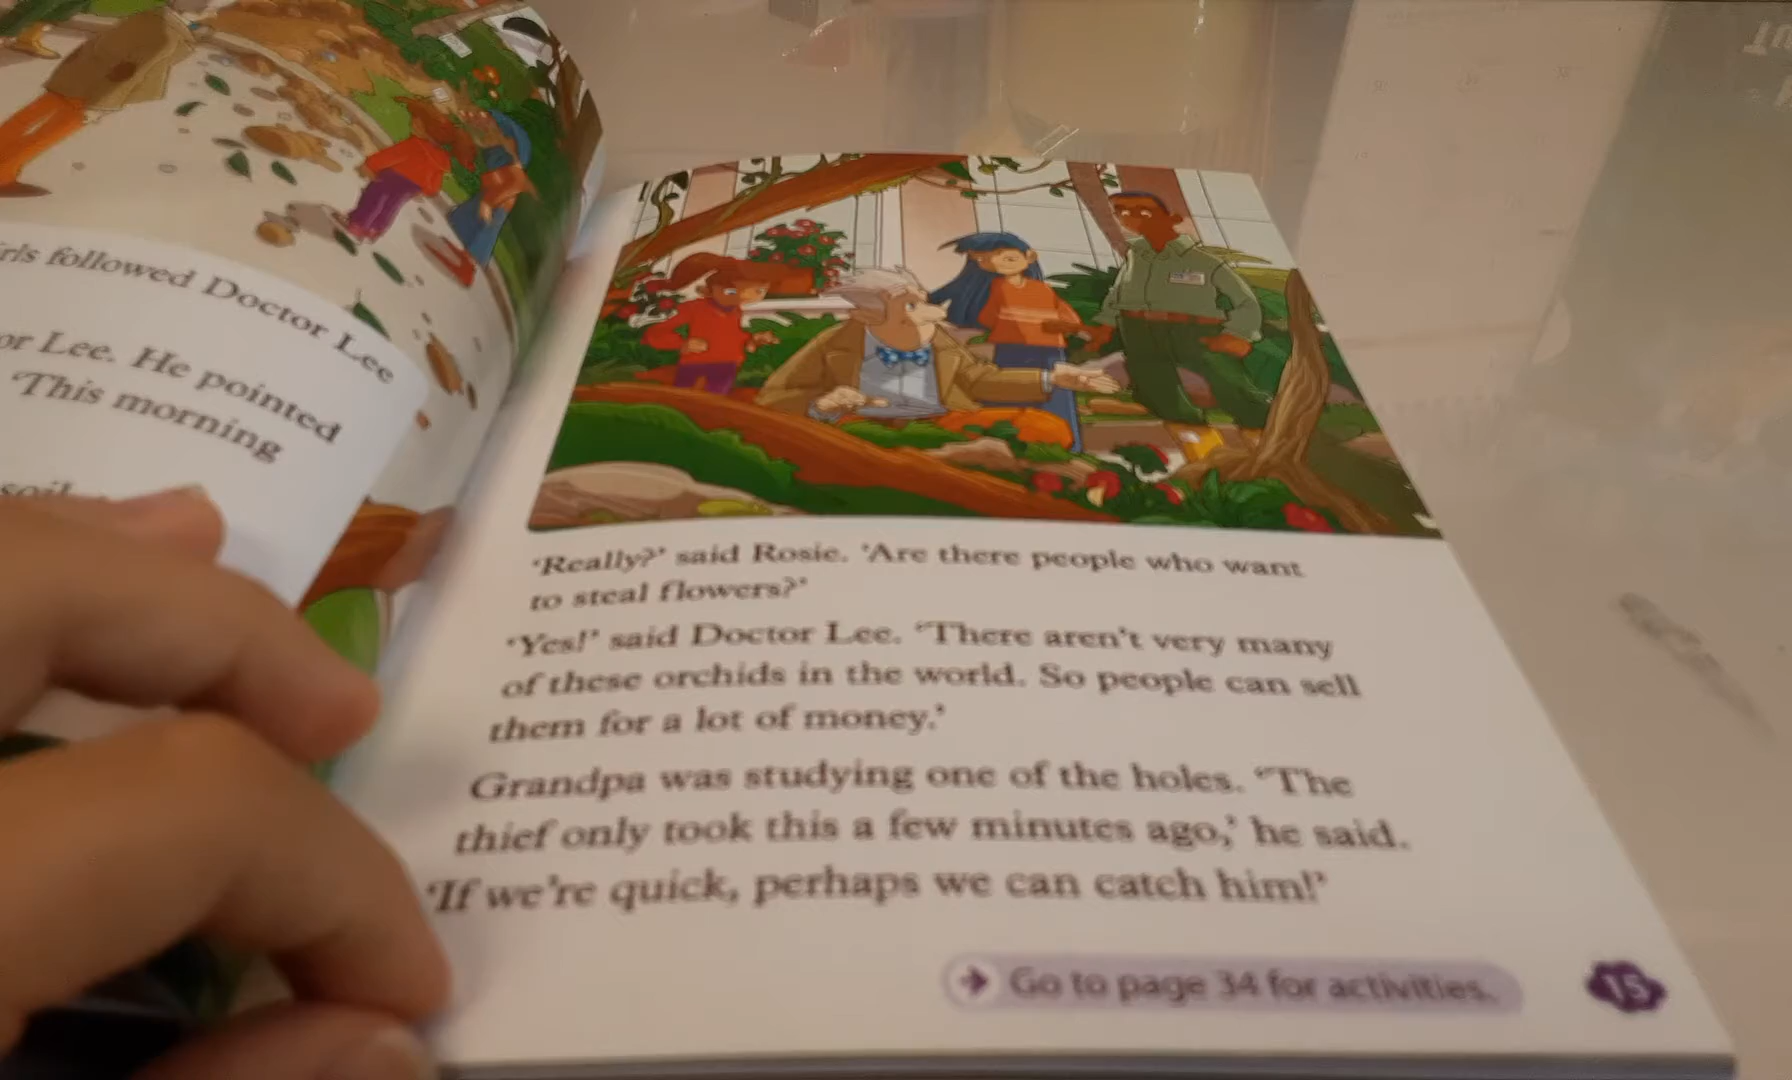 rls followed Doctor Lee
or Lee. He pointed
‘This morning
soil
‘Really?’ said Rosie. ‘Are there people who want
to steal flowers?’
‘Yes!’ said Doctor Lee. ‘There aren’t very many
of these orchids in the world. So people can sell
them for a lot of money.’
Grandpa was studying one of the holes. ‘The
thief only took this a few minutes ago,’ he said.
‘If we’re quick, perhaps we can catch him!’
Go to page 34 for activities.
15